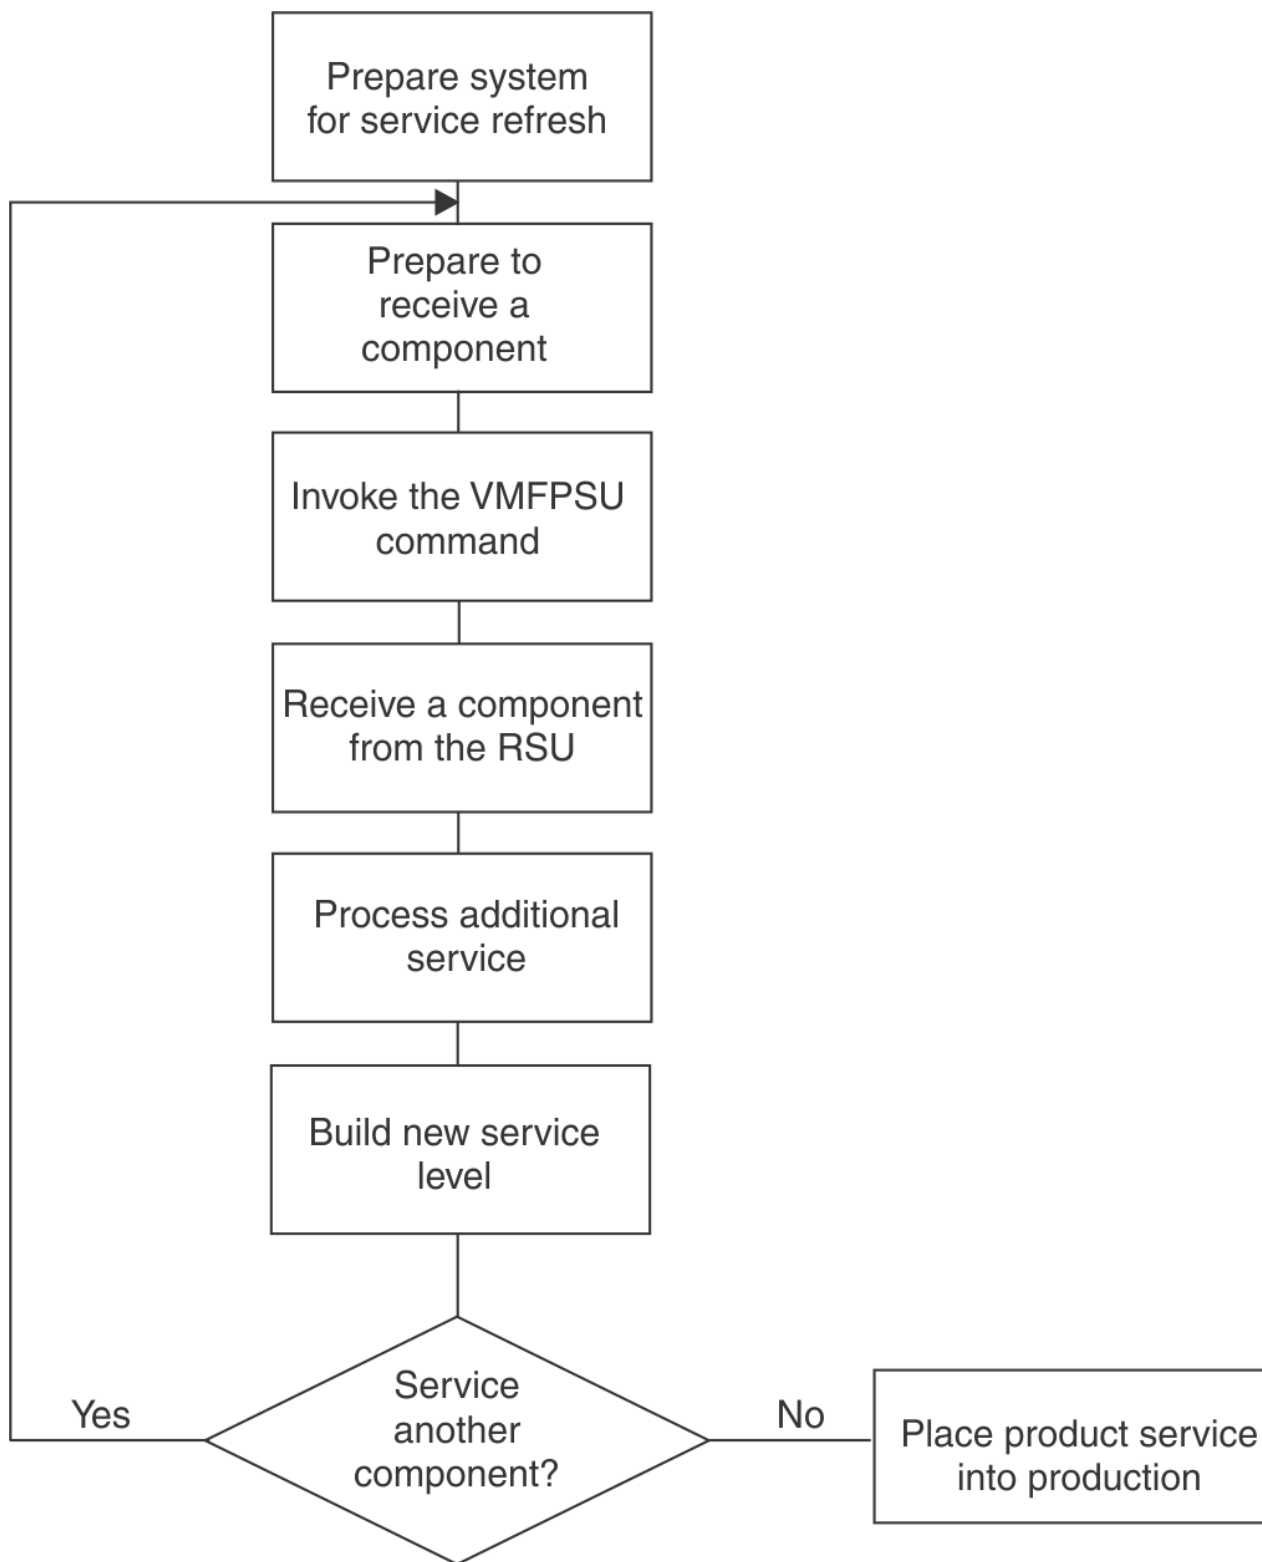 Prepare system
for service refresh
Prepare to
receive a
component
Invoke the VMFPSU
command
Receive a component
from the RSU
Process additional
service
Build new service
level
Service
another
component?
Yes
No
Place product service
into production